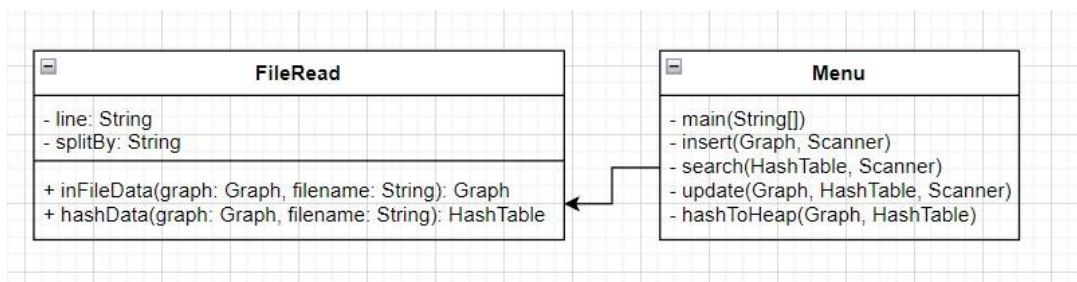 FileRead
- line: String
- splitBy: String
+ inFileData(graph: Graph, filename: String): Graph
+ hashData(graph: Graph, filename: String): HashTable
Menu
- main(String[])
- insert(Graph, Scanner)
- search(HashTable, Scanner)
- update(Graph, HashTable, Scanner)
- hashToHeap(Graph, HashTable)